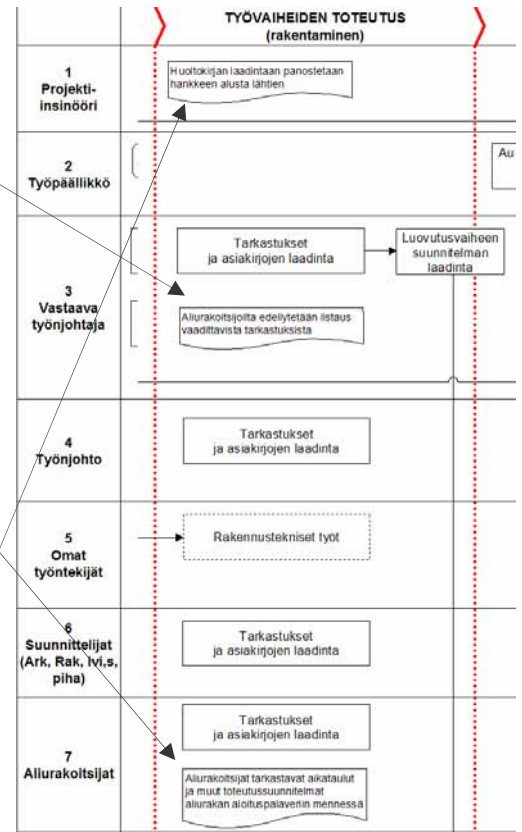 TYÖVAIHEIDEN TOTEUTUS
(rakentaminen)
1
Projekti-
insinööri
Huoltokirjan laadintaan panostetaan
hankkeen alusta lähtien
2
Työpäällikkö
Au
3
Vastaava
työnjohtaja
Tarkastukset
ja asiakirjojen laadinta
Luovutusvaiheen
suunnitelman
laadinta
Aliurakoitsijoilta edellytetään listaus
vaadittavista tarkastuksista
4
Työnjohto
Tarkastukset
ja asiakirjojen laadinta
5
Omat
työntekijät
Rakennustekniset työt
6
Suunnittelijat
(Ark, Rak, lvi,s,
piha)
Tarkastukset
ja asiakirjojen laadinta
7
Aliurakoitsijat
Tarkastukset
ja asiakirjojen laadinta
Aliurakoitsijat tarkastavat aikataulut
ja muut toteutussuunnitelmat
aliurakan aloituspalaveriin mennessä